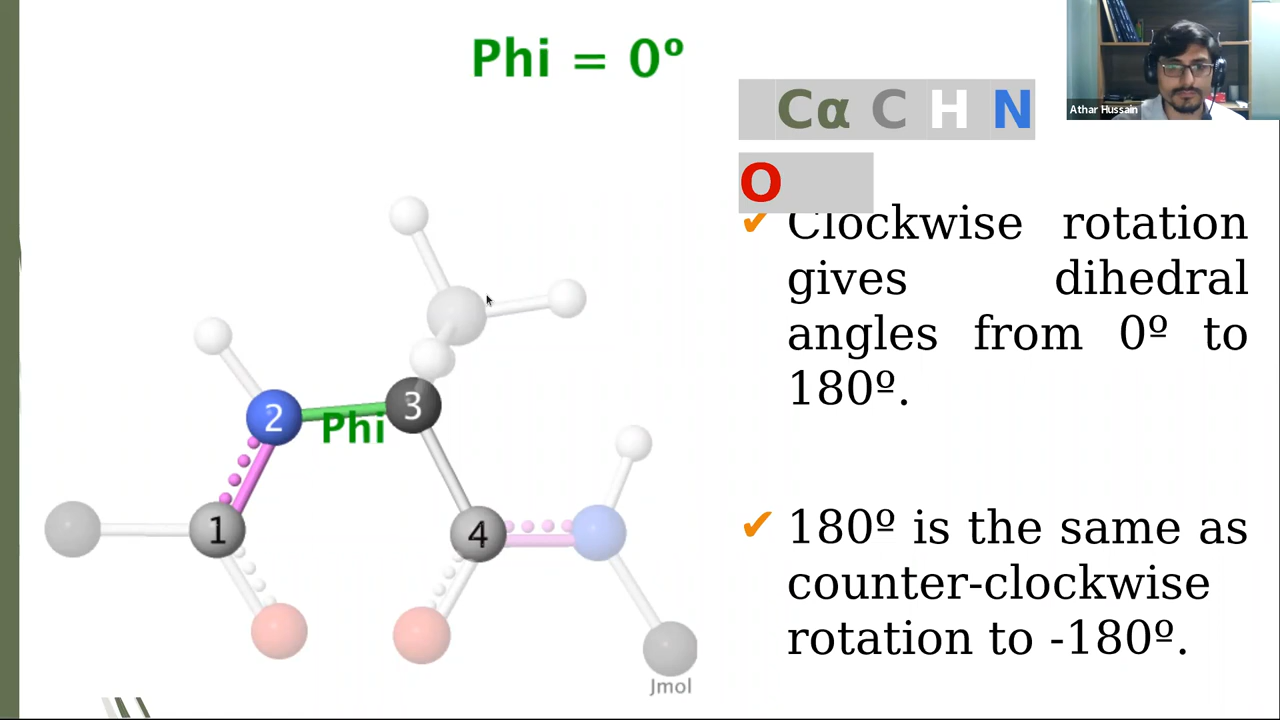 Phi = 0º
Cα C H N
O
Athar Hussain
✔ Clockwise rotation
gives dihedral
angles from 0º to
180º.
✔ 180º is the same as
counter-clockwise
rotation to -180º.
2
3
Phi
1
4
Jmol